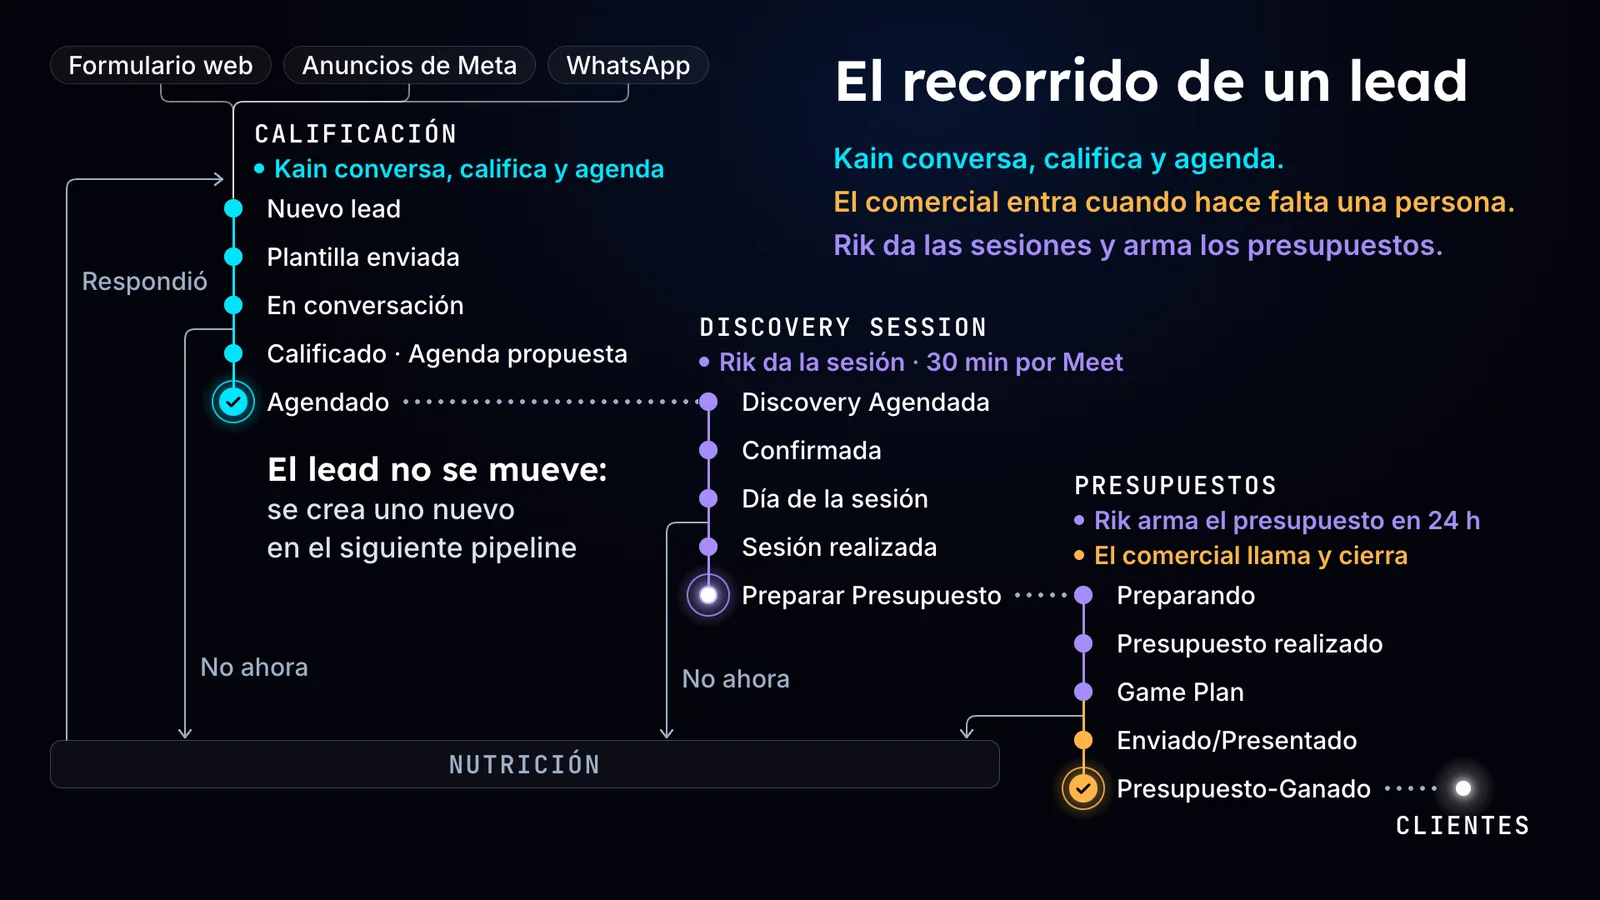 Formulario web
Anuncios de Meta
WhatsApp
El recorrido de un lead
Kain conversa, califica y agenda.
El comercial entra cuando hace falta una persona.
Rik da las sesiones y arma los presupuestos.
CALIFICACIÓN
• Kain conversa, califica y agenda
Nuevo lead
Plantilla enviada
Respondió
En conversación
Calificado · Agenda propuesta
Agendado
El lead no se mueve:
se crea uno nuevo
en el siguiente pipeline
No ahora
DISCOVERY SESSION
• Rik da la sesión · 30 min por Meet
Discovery Agendada
Confirmada
Día de la sesión
Sesión realizada
Preparar Presupuesto
No ahora
PRESUPUESTOS
• Rik arma el presupuesto en 24 h
• El comercial llama y cierra
Preparando
Presupuesto realizado
Game Plan
Enviado/Presentado
Presupuesto-Ganado
CLIENTES
NUTRICIÓN